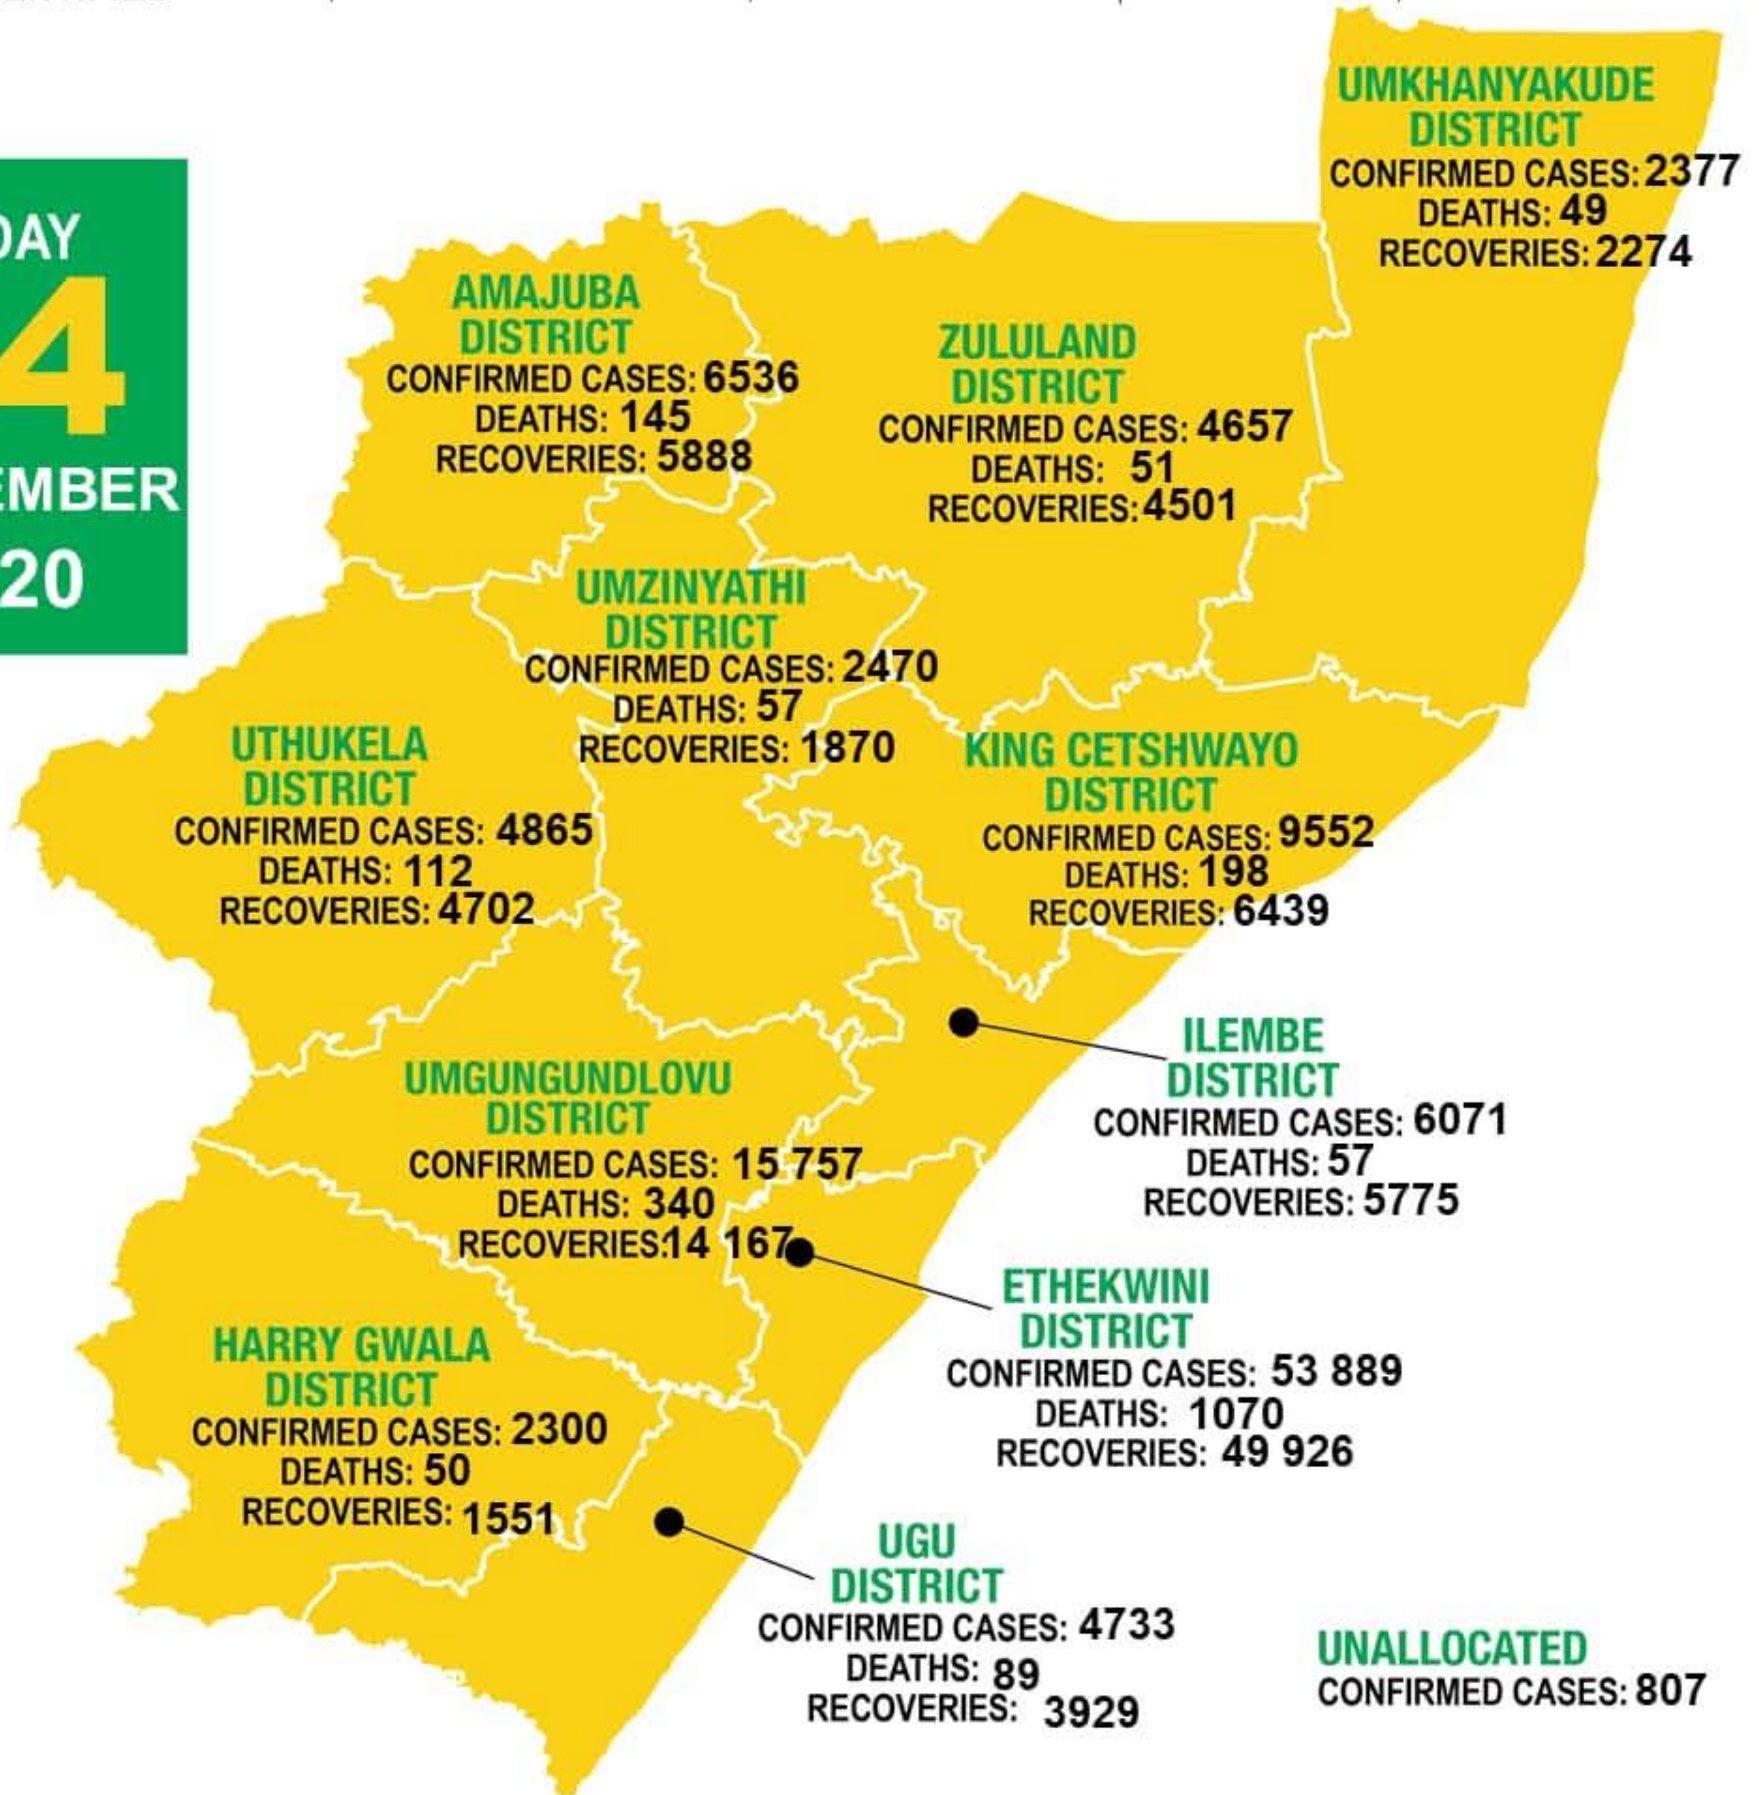 DAY
4
EMBER
20
UMKHANYAKUDE
DISTRICT
CONFIRMED CASES: 2377
DEATHS: 49
RECOVERIES: 2274
AMAJUBA
DISTRICT
CONFIRMED CASES: 6536
DEATHS: 145
RECOVERIES: 5888
ZULULAND
DISTRICT
CONFIRMED CASES: 4657
DEATHS: 51
RECOVERIES: 4501
UMZINYATHI
DISTRICT
CONFIRMED CASES: 2470
DEATHS: 57
RECOVERIES: 1870
UTHUKELA
DISTRICT
CONFIRMED CASES: 4865
DEATHS: 112
RECOVERIES: 4702
KING CETSHWAYO
DISTRICT
CONFIRMED CASES: 9552
DEATHS: 198
RECOVERIES: 6439
ILEMBE
DISTRICT
CONFIRMED CASES: 6071
DEATHS: 57
RECOVERIES: 5775
UMGUNGUNDLOVU
DISTRICT
CONFIRMED CASES: 15 757
DEATHS: 340
RECOVERIES:14 167
ETHEKWINI
DISTRICT
CONFIRMED CASES: 53 889
DEATHS: 1070
RECOVERIES: 49 926
HARRY GWALA
DISTRICT
CONFIRMED CASES: 2300
DEATHS: 50
RECOVERIES: 1551
UGU
DISTRICT
CONFIRMED CASES: 4733
DEATHS: 89
RECOVERIES: 3929
UNALLOCATED
CONFIRMED CASES: 807